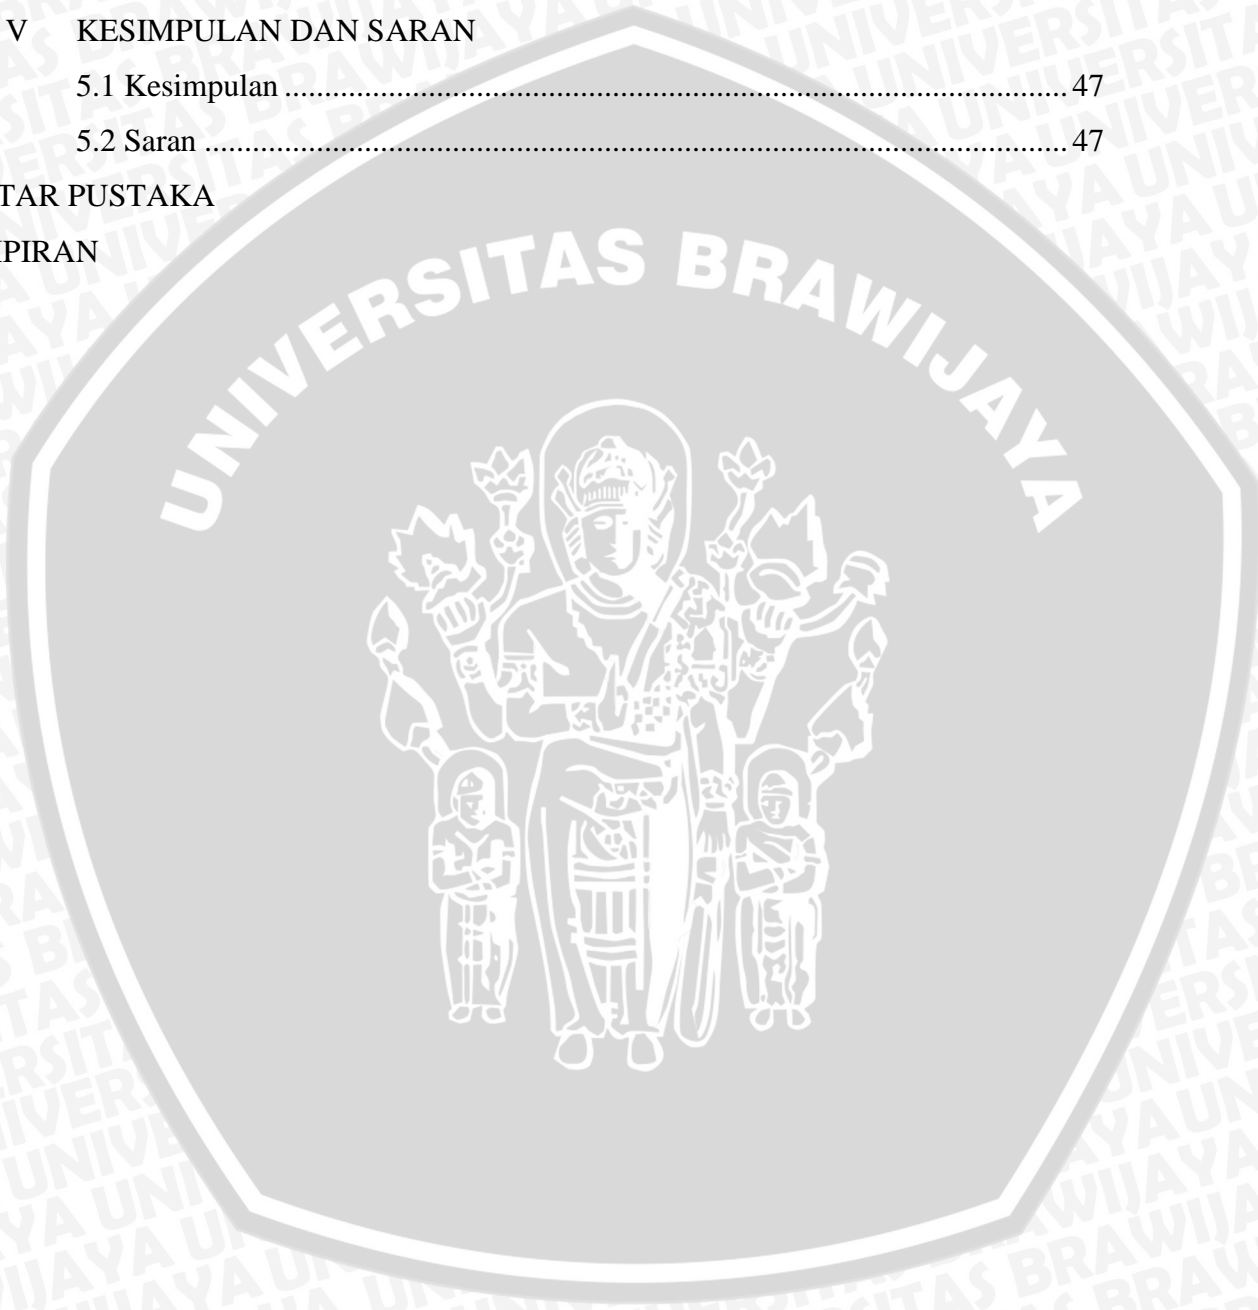 V KESIMPULAN DAN SARAN
5.1 Kesimpulan ................................................................................................ 47
5.2 Saran .......................................................................................................... 47
TAR PUSTAKA
PIRAN
UNIVERSITAS BRAWIJAYA